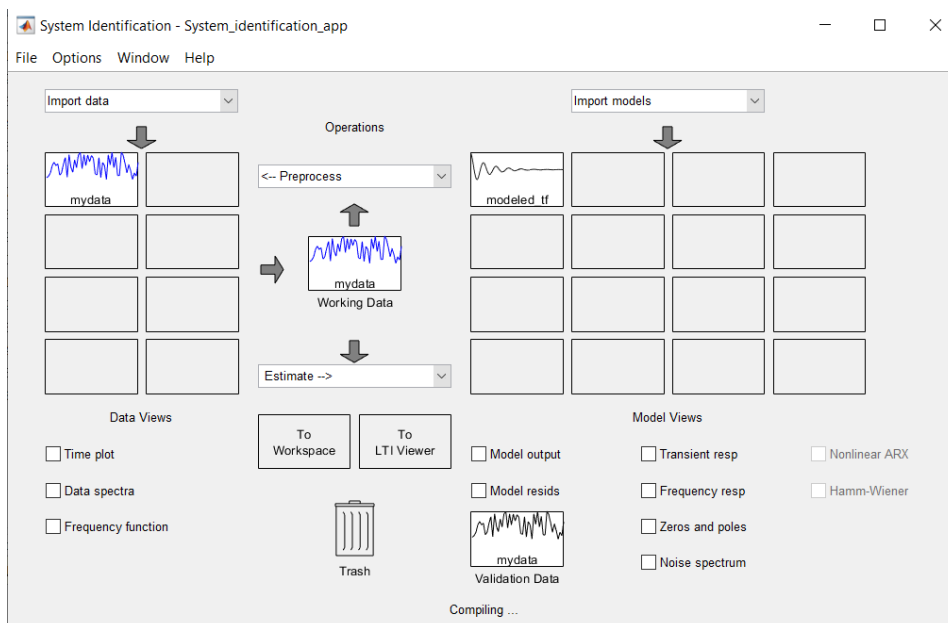 System Identification - System_identification_app
File Options Window Help
Import data
Import models
Operations
mydata
<-- Preprocess
modeled_tf
mydata
Working Data
Estimate -->
Data Views
Model Views
To
Workspace
To
LTI Viewer
Time plot
Data spectra
Frequency function
Trash
Model output
Model resids
mydata
Validation Data
Transient resp
Frequency resp
Zeros and poles
Noise spectrum
Nonlinear ARX
Hamm-Wiener
Compiling ...